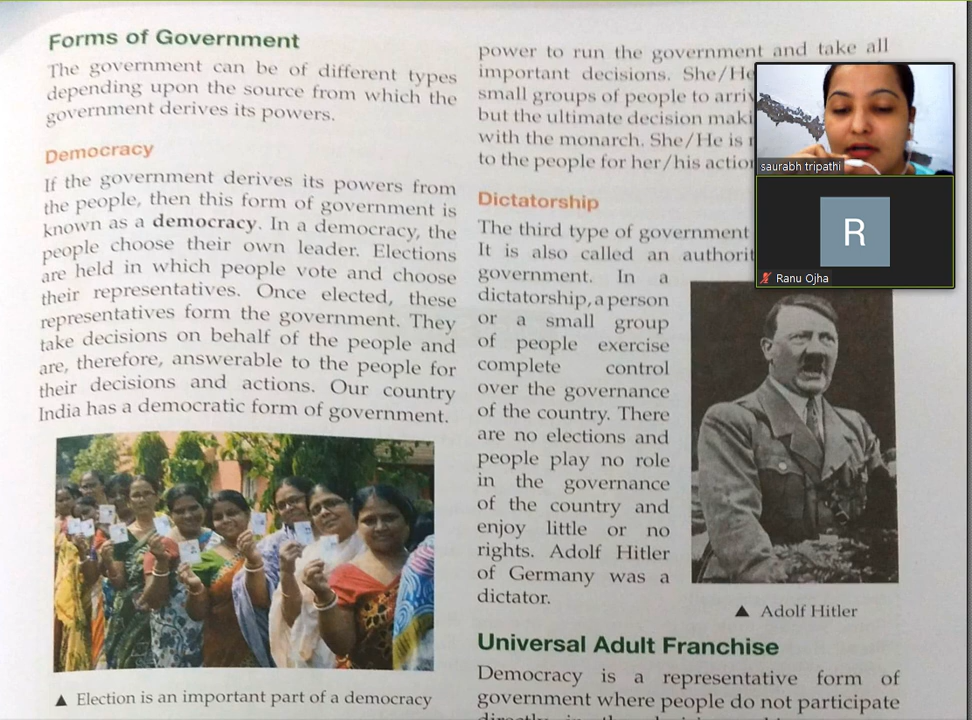 Forms of Government
The government can be of different types
depending upon the source from which the
government derives its powers.
Democracy
If the government derives its powers from
the people, then this form of government is
known as a democracy. In a democracy, the
people choose their own leader. Elections
are held in which people vote and choose
their representatives. Once elected, these
representatives form the government. They
take decisions on behalf of the people and
are, therefore, answerable to the people for
their decisions and actions. Our country
India has a democratic form of government.
▲ Election is an important part of a democracy
power to run the government and take all
important decisions. She/He
small groups of people to
but the ultimate decision
with the monarch. She/He is
to the people for her/his
Dictatorship
The third type of government
It is also called an
government. In a
dictatorship, a person
or a small group
of people exercise
complete control
over the governance
of the country. There
are no elections and
people play no role
in the governance
of the country and
enjoy little or no
rights. Adolf Hitler
of Germany was a
dictator.
▲ Adolf Hitler
Universal Adult Franchise
Democracy is a representative form of
government where people do not participate
saurabh tripathi
R
Ranu Ojha